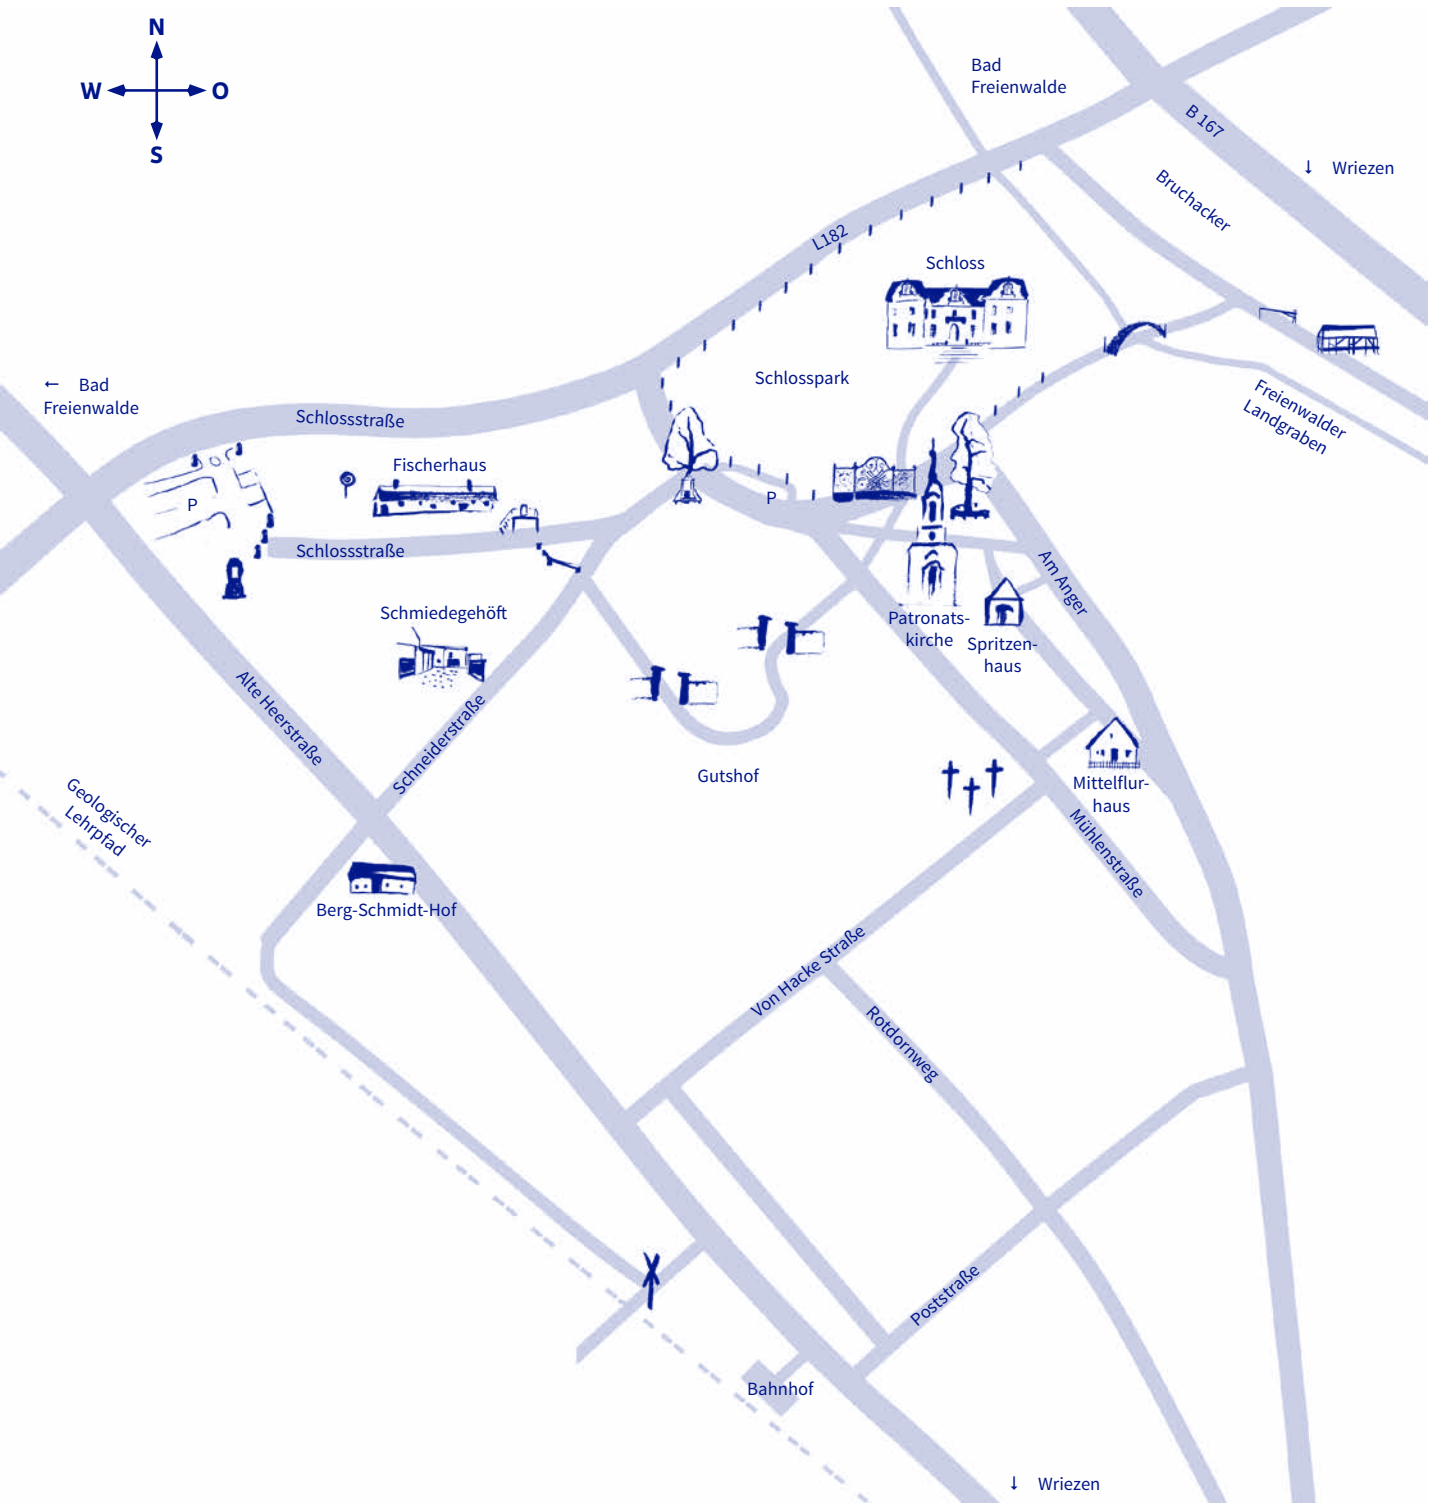 N
W
O
S
Bad
Freienwalde
B 167
↓ Wriezen
Bruchacker
L182
Schloss
Schlosspark
← Bad
Freienwalde
Schlossstraße
Freienwalder
Landgraben
Fischerhaus
P
P
Schlossstraße
Am Anger
Schmiedegehöft
Patronats-
kirche
Spritzen-
haus
Alte Heerstraße
Schneiderstraße
Gutshof
Mittelflur-
haus
Geologischer
Lehrpfad
Mühlenstraße
Berg-Schmidt-Hof
Von Hacke Straße
Rotdornweg
Poststraße
Bahnhof
↓ Wriezen